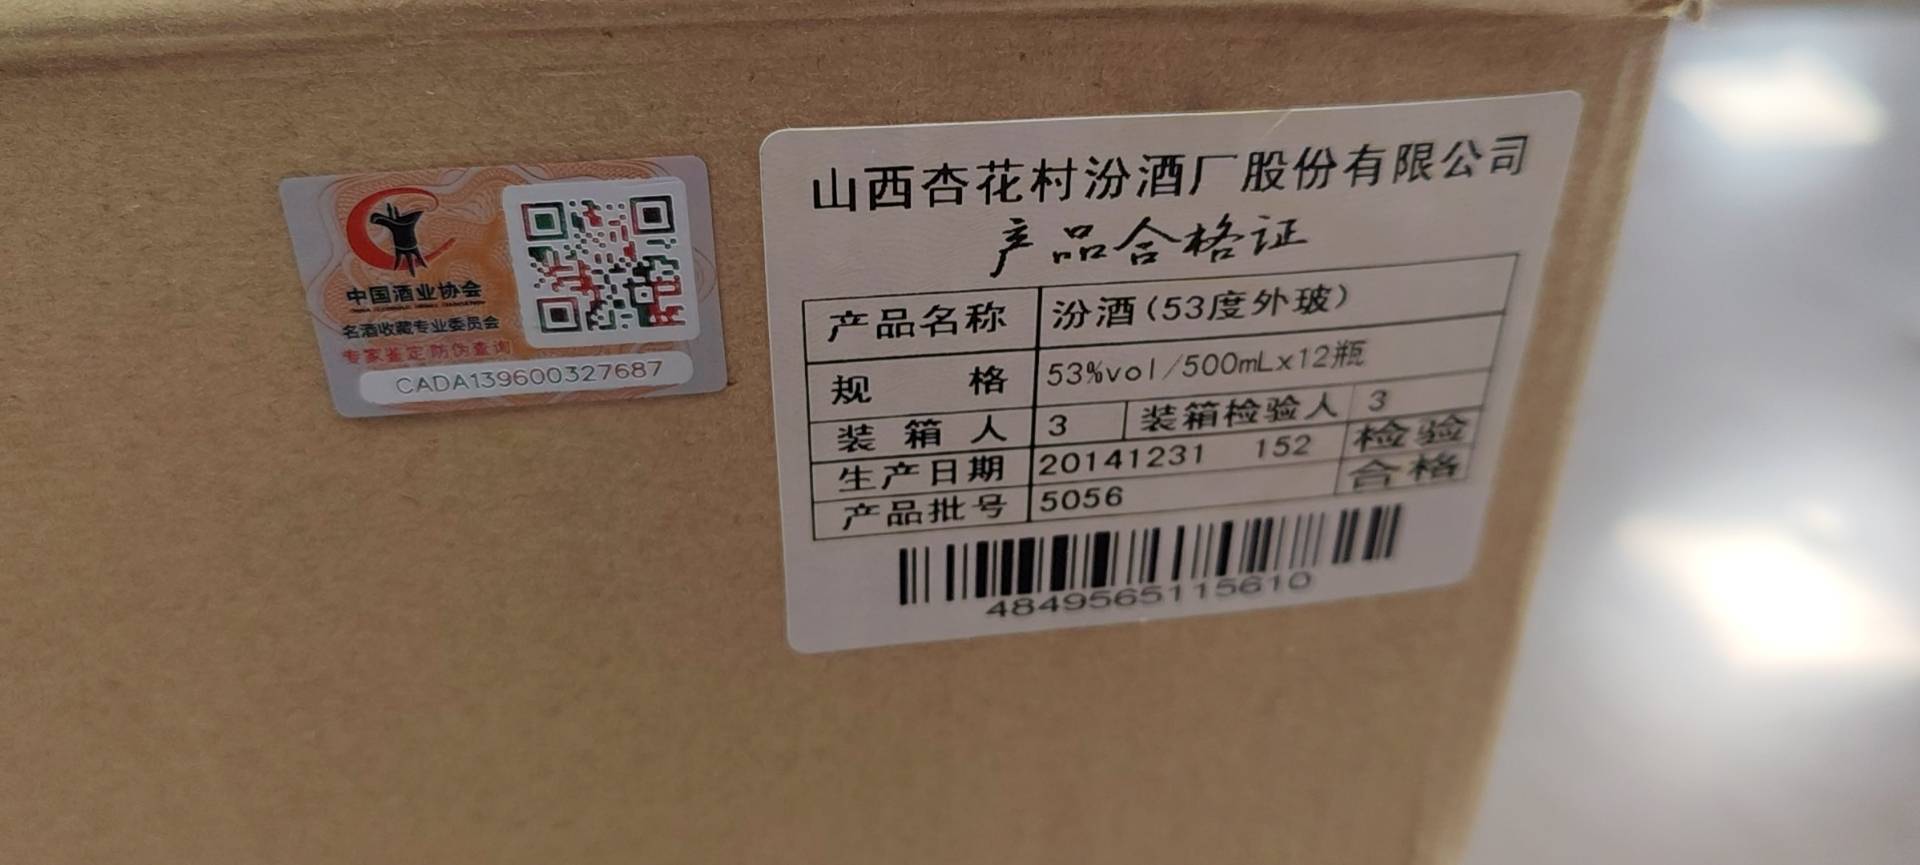 中国酒业协会
名酒收藏专业委员会
专家鉴定 防伪查询
CADA139600327687
山西杏花村汾酒厂股份有限公司
产品合格证
产品名称 汾酒(53度外玻)
规格 53%vol/500mLx12瓶
装箱人 3 装箱检验人 3
生产日期 20141231 152 检验
产品批号 5056 合格
4849565115610